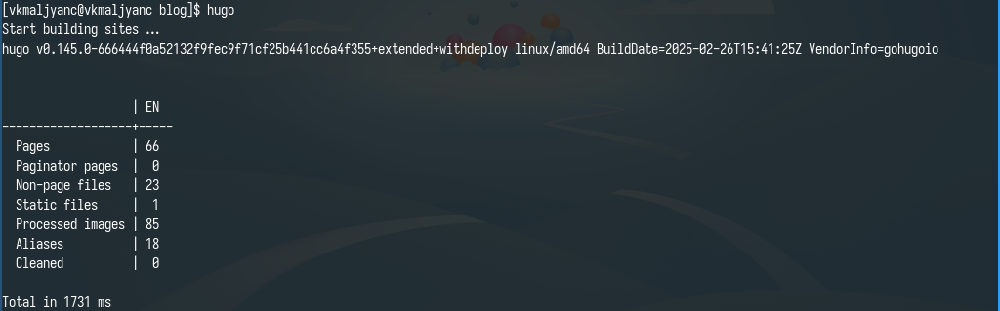 [vkmaljyanc@vkmaljyanc blog]$ hugo
Start building sites …
hugo v0.145.0-666444f0a52132f9fec9f71cf25b441cc6a4f355+extended+withdeploy linux/amd64 BuildDate=2025-02-26T15:41:25Z VendorInfo=gohugoio
                   | EN
-------------------+-----
  Pages            | 66
  Paginator pages  |  0
  Non-page files   | 23
  Static files     |  1
  Processed images | 85
  Aliases          | 18
  Cleaned          |  0
Total in 1731 ms